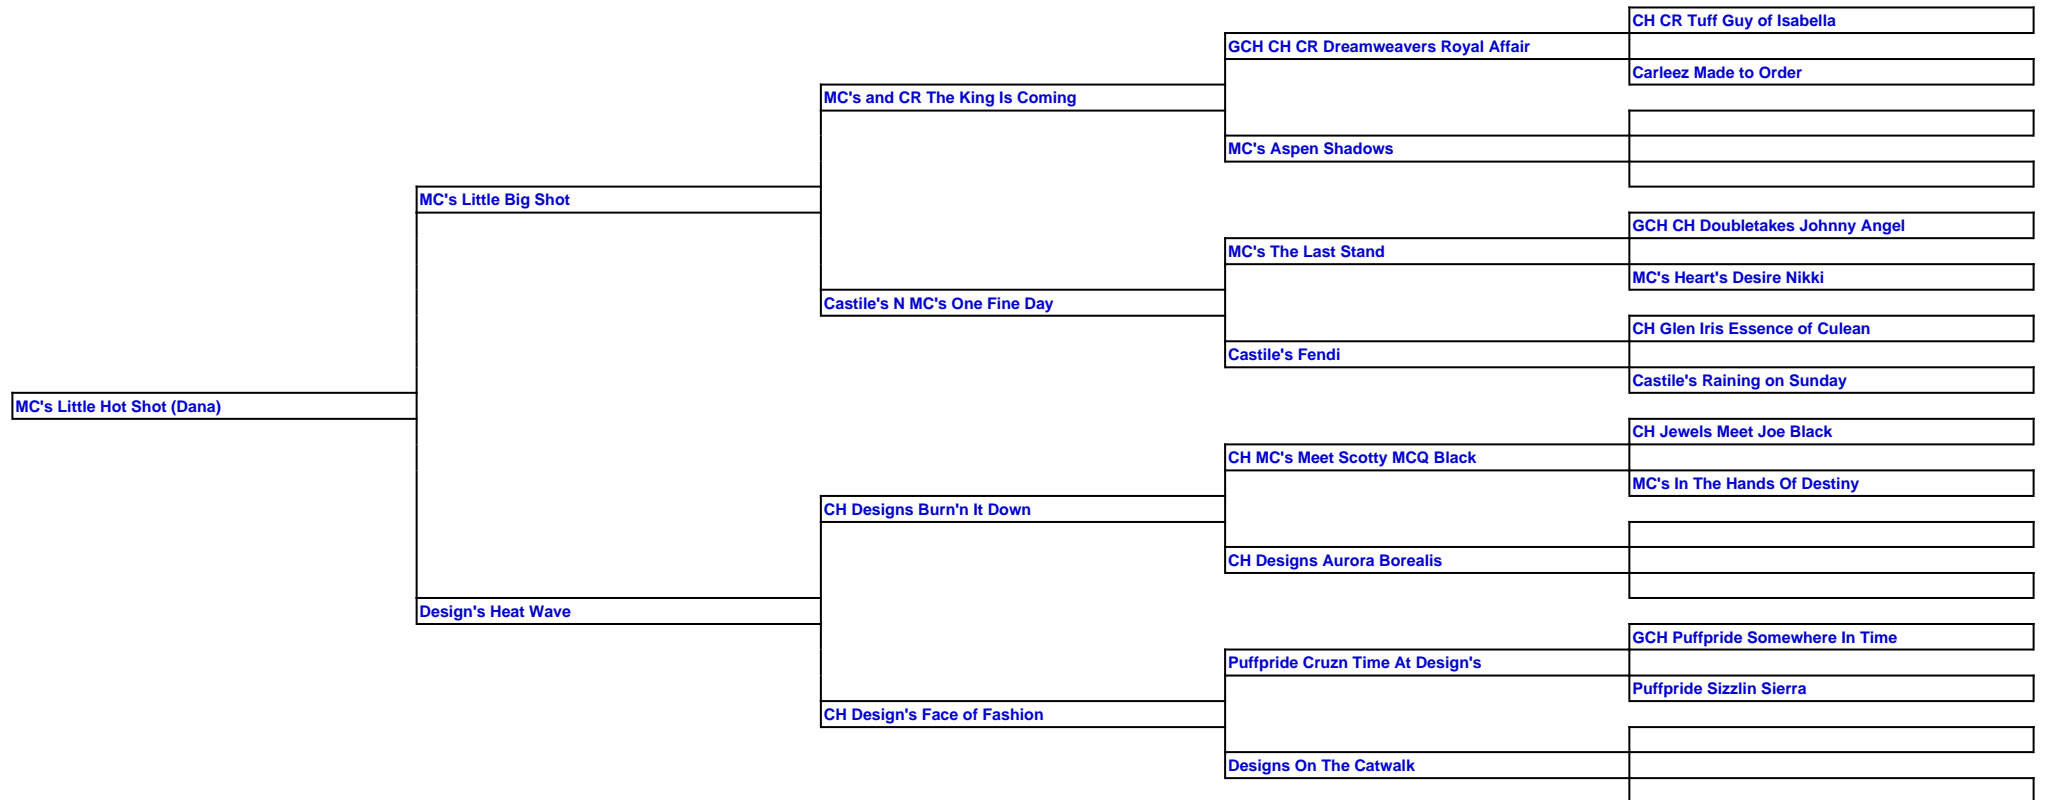 CH CR Tuff Guy of Isabella
GCH CH CR Dreamweavers Royal Affair
Carleez Made to Order
MC's and CR The King Is Coming
MC's Aspen Shadows
MC's Little Big Shot
GCH CH Doubletakes Johnny Angel
MC's The Last Stand
MC's Heart's Desire Nikki
Castile's N MC's One Fine Day
CH Glen Iris Essence of Culean
Castile's Fendi
Castile's Raining on Sunday
MC's Little Hot Shot (Dana)
CH Jewels Meet Joe Black
CH MC's Meet Scotty MCQ Black
MC's In The Hands Of Destiny
CH Designs Burn'n It Down
CH Designs Aurora Borealis
Design's Heat Wave
GCH Puffpride Somewhere In Time
Puffpride Cruzn Time At Design's
Puffpride Sizzlin Sierra
CH Design's Face of Fashion
Designs On The Catwalk